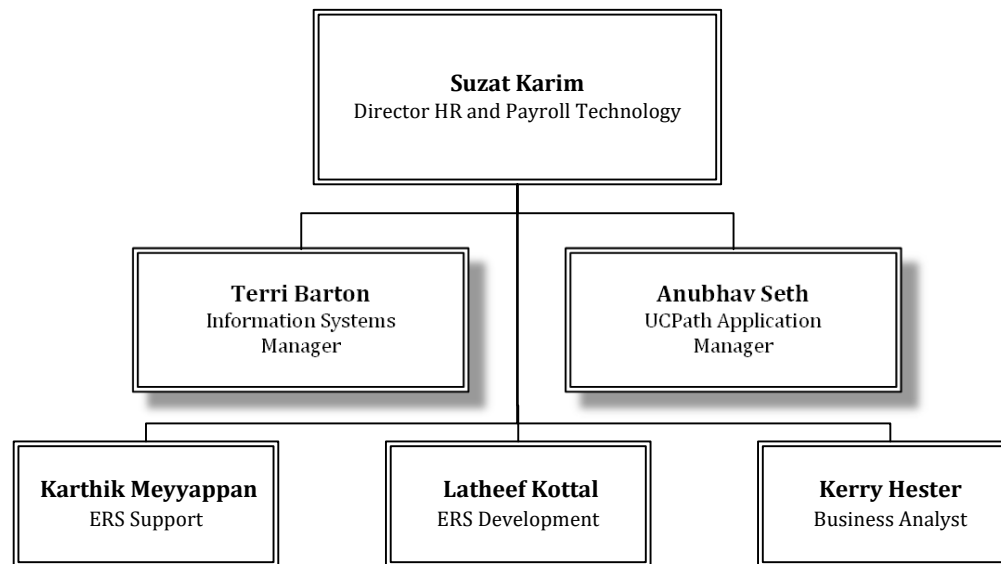 Suzat Karim
Director HR and Payroll Technology
Terri Barton
Information Systems
Manager
Anubhav Seth
UCPath Application
Manager
Karthik Meyyappan
ERS Support
Latheef Kottal
ERS Development
Kerry Hester
Business Analyst